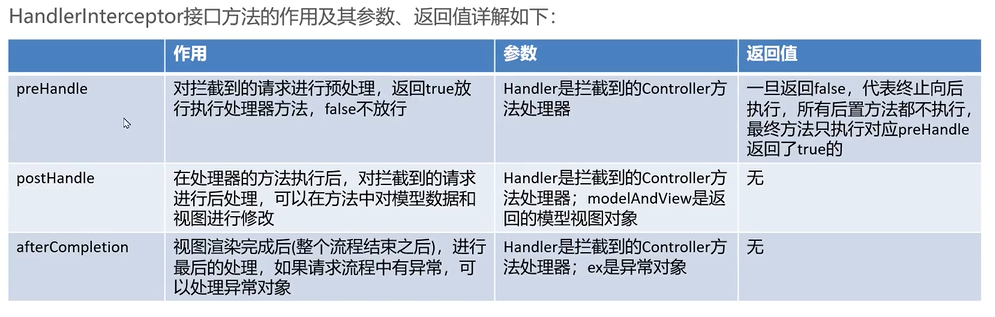 HandlerInterceptor接口方法的作用及其参数、返回值详解如下：
作用
参数
返回值
preHandle
对拦截到的请求进行预处理，返回true放
行执行处理器方法，false不放行
Handler是拦截到的Controller方
法处理器
一旦返回false，代表终止向后
执行，所有后置方法都不执行，
最终方法只执行对应preHandle
返回了true的
postHandle
在处理器的方法执行后，对拦截到的请求
进行后处理，可以在方法中对模型数据和
视图进行修改
Handler是拦截到的Controller方
法处理器；modelAndView是返
回的模型视图对象
无
afterCompletion
视图渲染完成后(整个流程结束之后)，进行
最后的处理，如果请求流程中有异常，可
以处理异常对象
Handler是拦截到的Controller方
法处理器；ex是异常对象
无